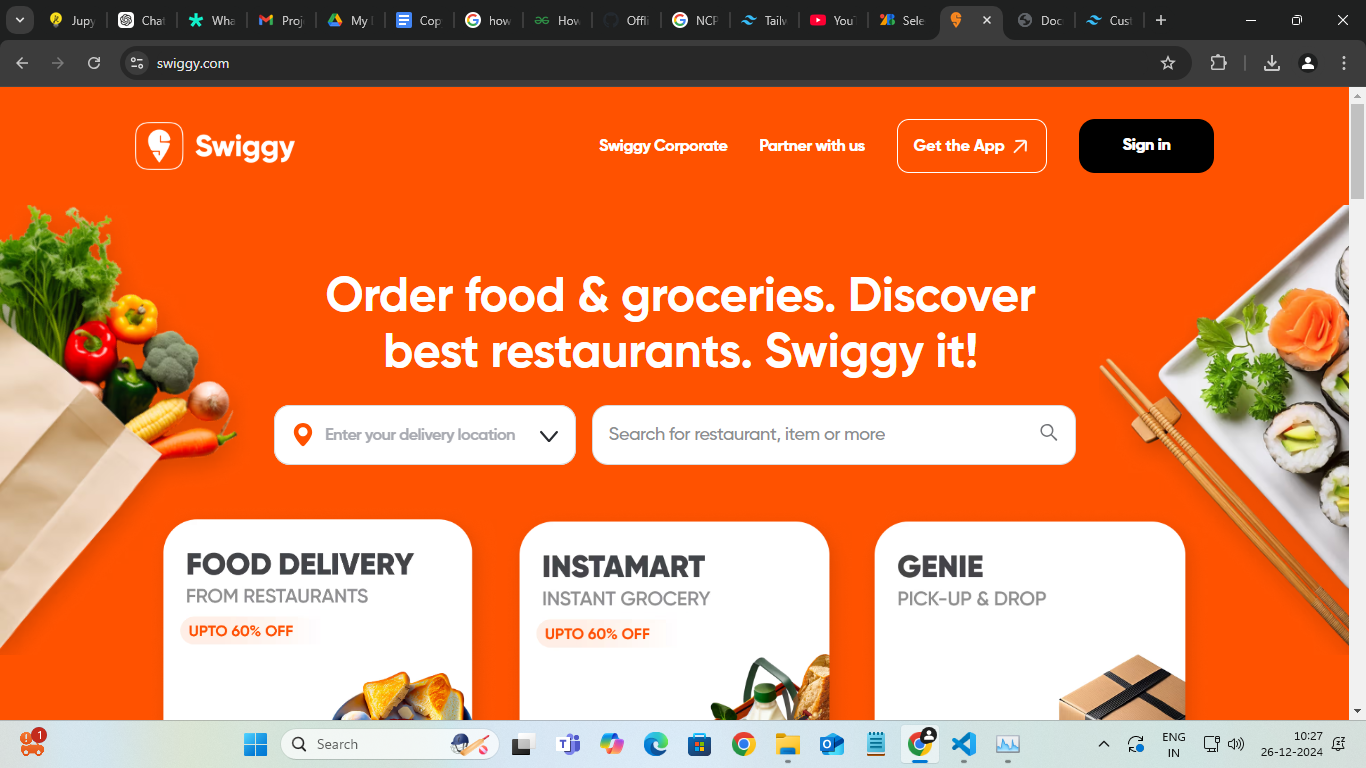 Jupy
Chat
Wha
Proj
My
Cop
how
How
Offli
NCP
Tailw
YouT
Sele
Doc
Cust
swiggy.com
Swiggy
Swiggy Corporate
Partner with us
Get the App
Sign in
Order food & groceries. Discover
best restaurants. Swiggy it!
Enter your delivery location
Search for restaurant, item or more
FOOD DELIVERY
FROM RESTAURANTS
UPTO 60% OFF
INSTAMART
INSTANT GROCERY
UPTO 60% OFF
GENIE
PICK-UP & DROP
1
Search
ENG
IN
10:27
26-12-2024